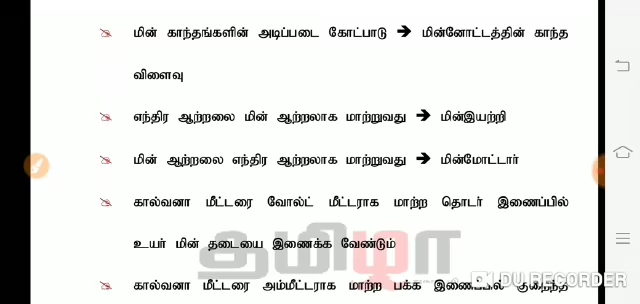 மின் காந்தங்களின் அடிப்படை கோட்பாடு ➔ மின்னோட்டத்தின் காந்த
விளைவு
எந்திர ஆற்றலை மின் ஆற்றலாக மாற்றுவது ➔ மின்இயற்றி
மின் ஆற்றலை எந்திர ஆற்றலாக மாற்றுவது ➔ மின்மோட்டார்
கால்வனா மீட்டரை வோல்ட் மீட்டராக மாற்ற தொடர் இணைப்பில்
உயர் மின் தடையை இணைக்க வேண்டும்
தமிழா
கால்வனா மீட்டரை அம்மீட்டராக மாற்ற பக்க இணைப்பில் குறைந்த
DU RECORDER